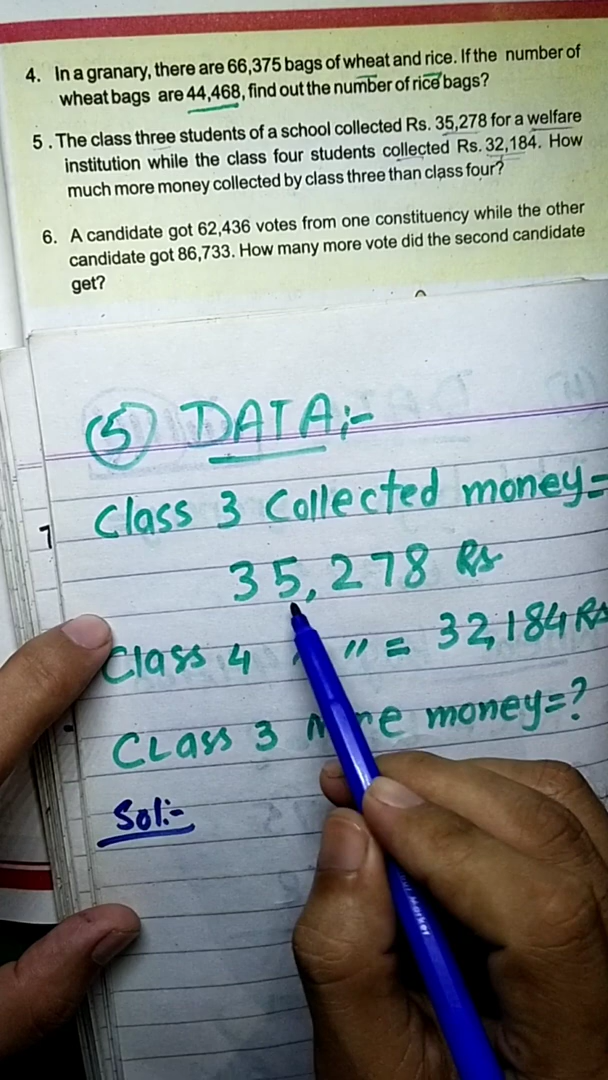 4. In a granary, there are 66,375 bags of wheat and rice. If the number of
wheat bags are 44,468, find out the number of rice bags?
5. The class three students of a school collected Rs. 35,278 for a welfare
institution while the class four students collected Rs. 32,184. How
much more money collected by class three than class four?
6. A candidate got 62,436 votes from one constituency while the other
candidate got 86,733. How many more vote did the second candidate
get?
(5) DATA:-
Class 3 Collected money=
7
35,278 Rs
Class 4 " = 32,184 Rs
CLass 3 money=?
Sol:-
Marker